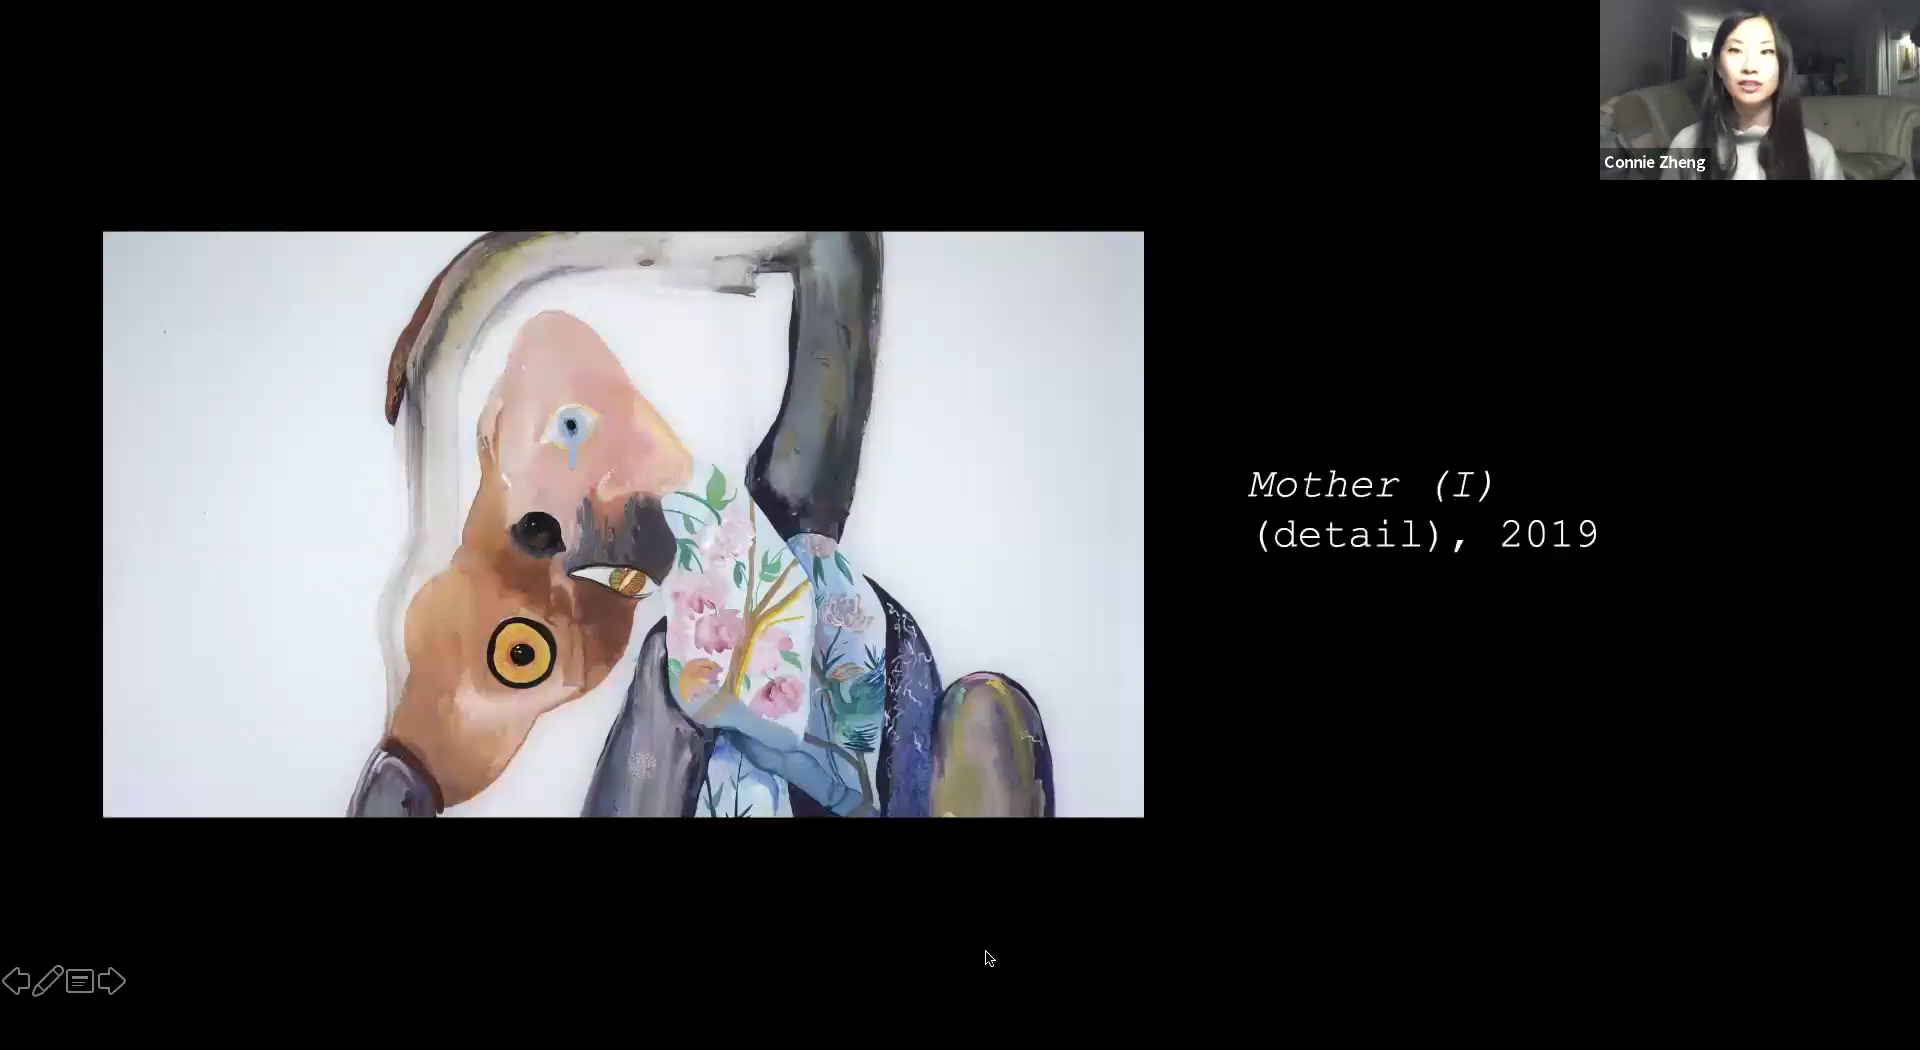 Connie Zheng
Mother (I)
(detail), 2019